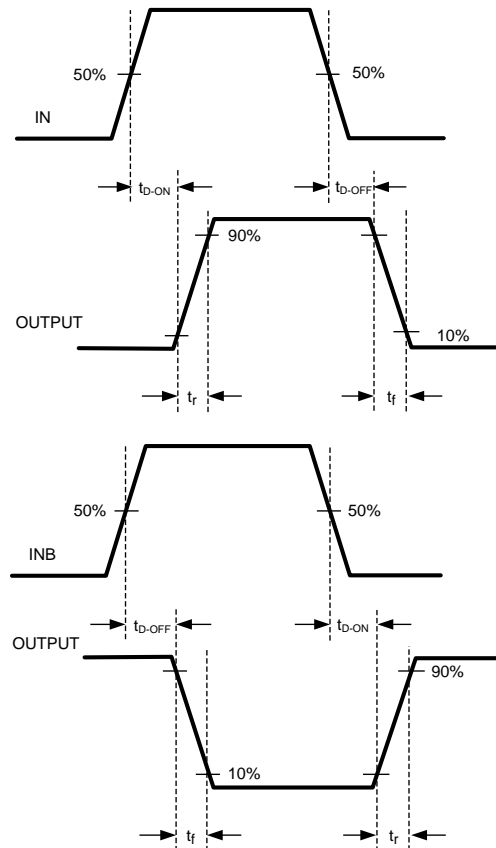 50%
50%
IN
tD-ON
tD-OFF
90%
OUTPUT
10%
tr
tf
50%
50%
INB
tD-OFF
tD-ON
OUTPUT
90%
10%
tf
tr